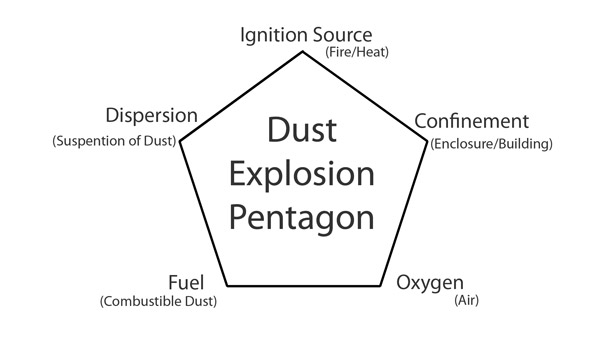 Ignition Source
(Fire/Heat)
Dispersion
(Suspention of Dust)
Confinement
(Enclosure/Building)
Dust
Explosion
Pentagon
Fuel
(Combustible Dust)
Oxygen
(Air)